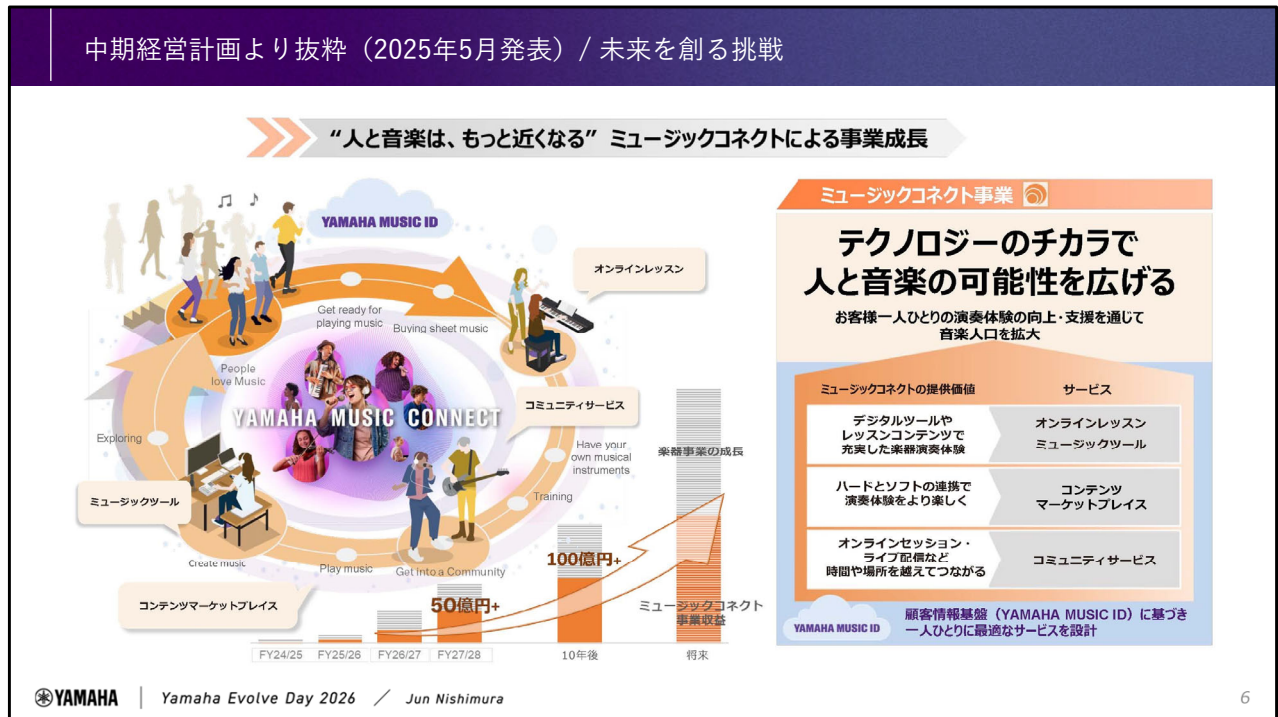 中期経営計画より抜粋（2025年5月発表）/ 未来を創る挑戦
“人と音楽は、もっと近くなる” ミュージックコネクトによる事業成長
YAMAHA MUSIC ID
オンラインレッスン
Get ready for
playing music
Buying sheet music
People
love Music
YAMAHA MUSIC CONNECT
コミュニティサービス
Exploring
Have your
own musical
instruments
Training
ミュージックツール
Create music
Play music
Get into a Community
コンテンツマーケットプレイス
50億円+
100億円+
楽器事業の成長
ミュージックコネクト
事業収益
FY24/25
FY25/26
FY26/27
FY27/28
10年後
将来
ミュージックコネクト事業
テクノロジーのチカラで
人と音楽の可能性を広げる
お客様一人ひとりの演奏体験の向上・支援を通じて
音楽人口を拡大
ミュージックコネクトの提供価値
サービス
デジタルツールや
レッスンコンテンツで
充実した楽器演奏体験
オンラインレッスン
ミュージックツール
ハードとソフトの連携で
演奏体験をより楽しく
コンテンツ
マーケットプレイス
オンラインセッション・
ライブ配信など
時間や場所を越えてつながる
コミュニティサービス
YAMAHA MUSIC ID
顧客情報基盤（YAMAHA MUSIC ID）に基づき
一人ひとりに最適なサービスを設計
YAMAHA
Yamaha Evolve Day 2026 / Jun Nishimura
6